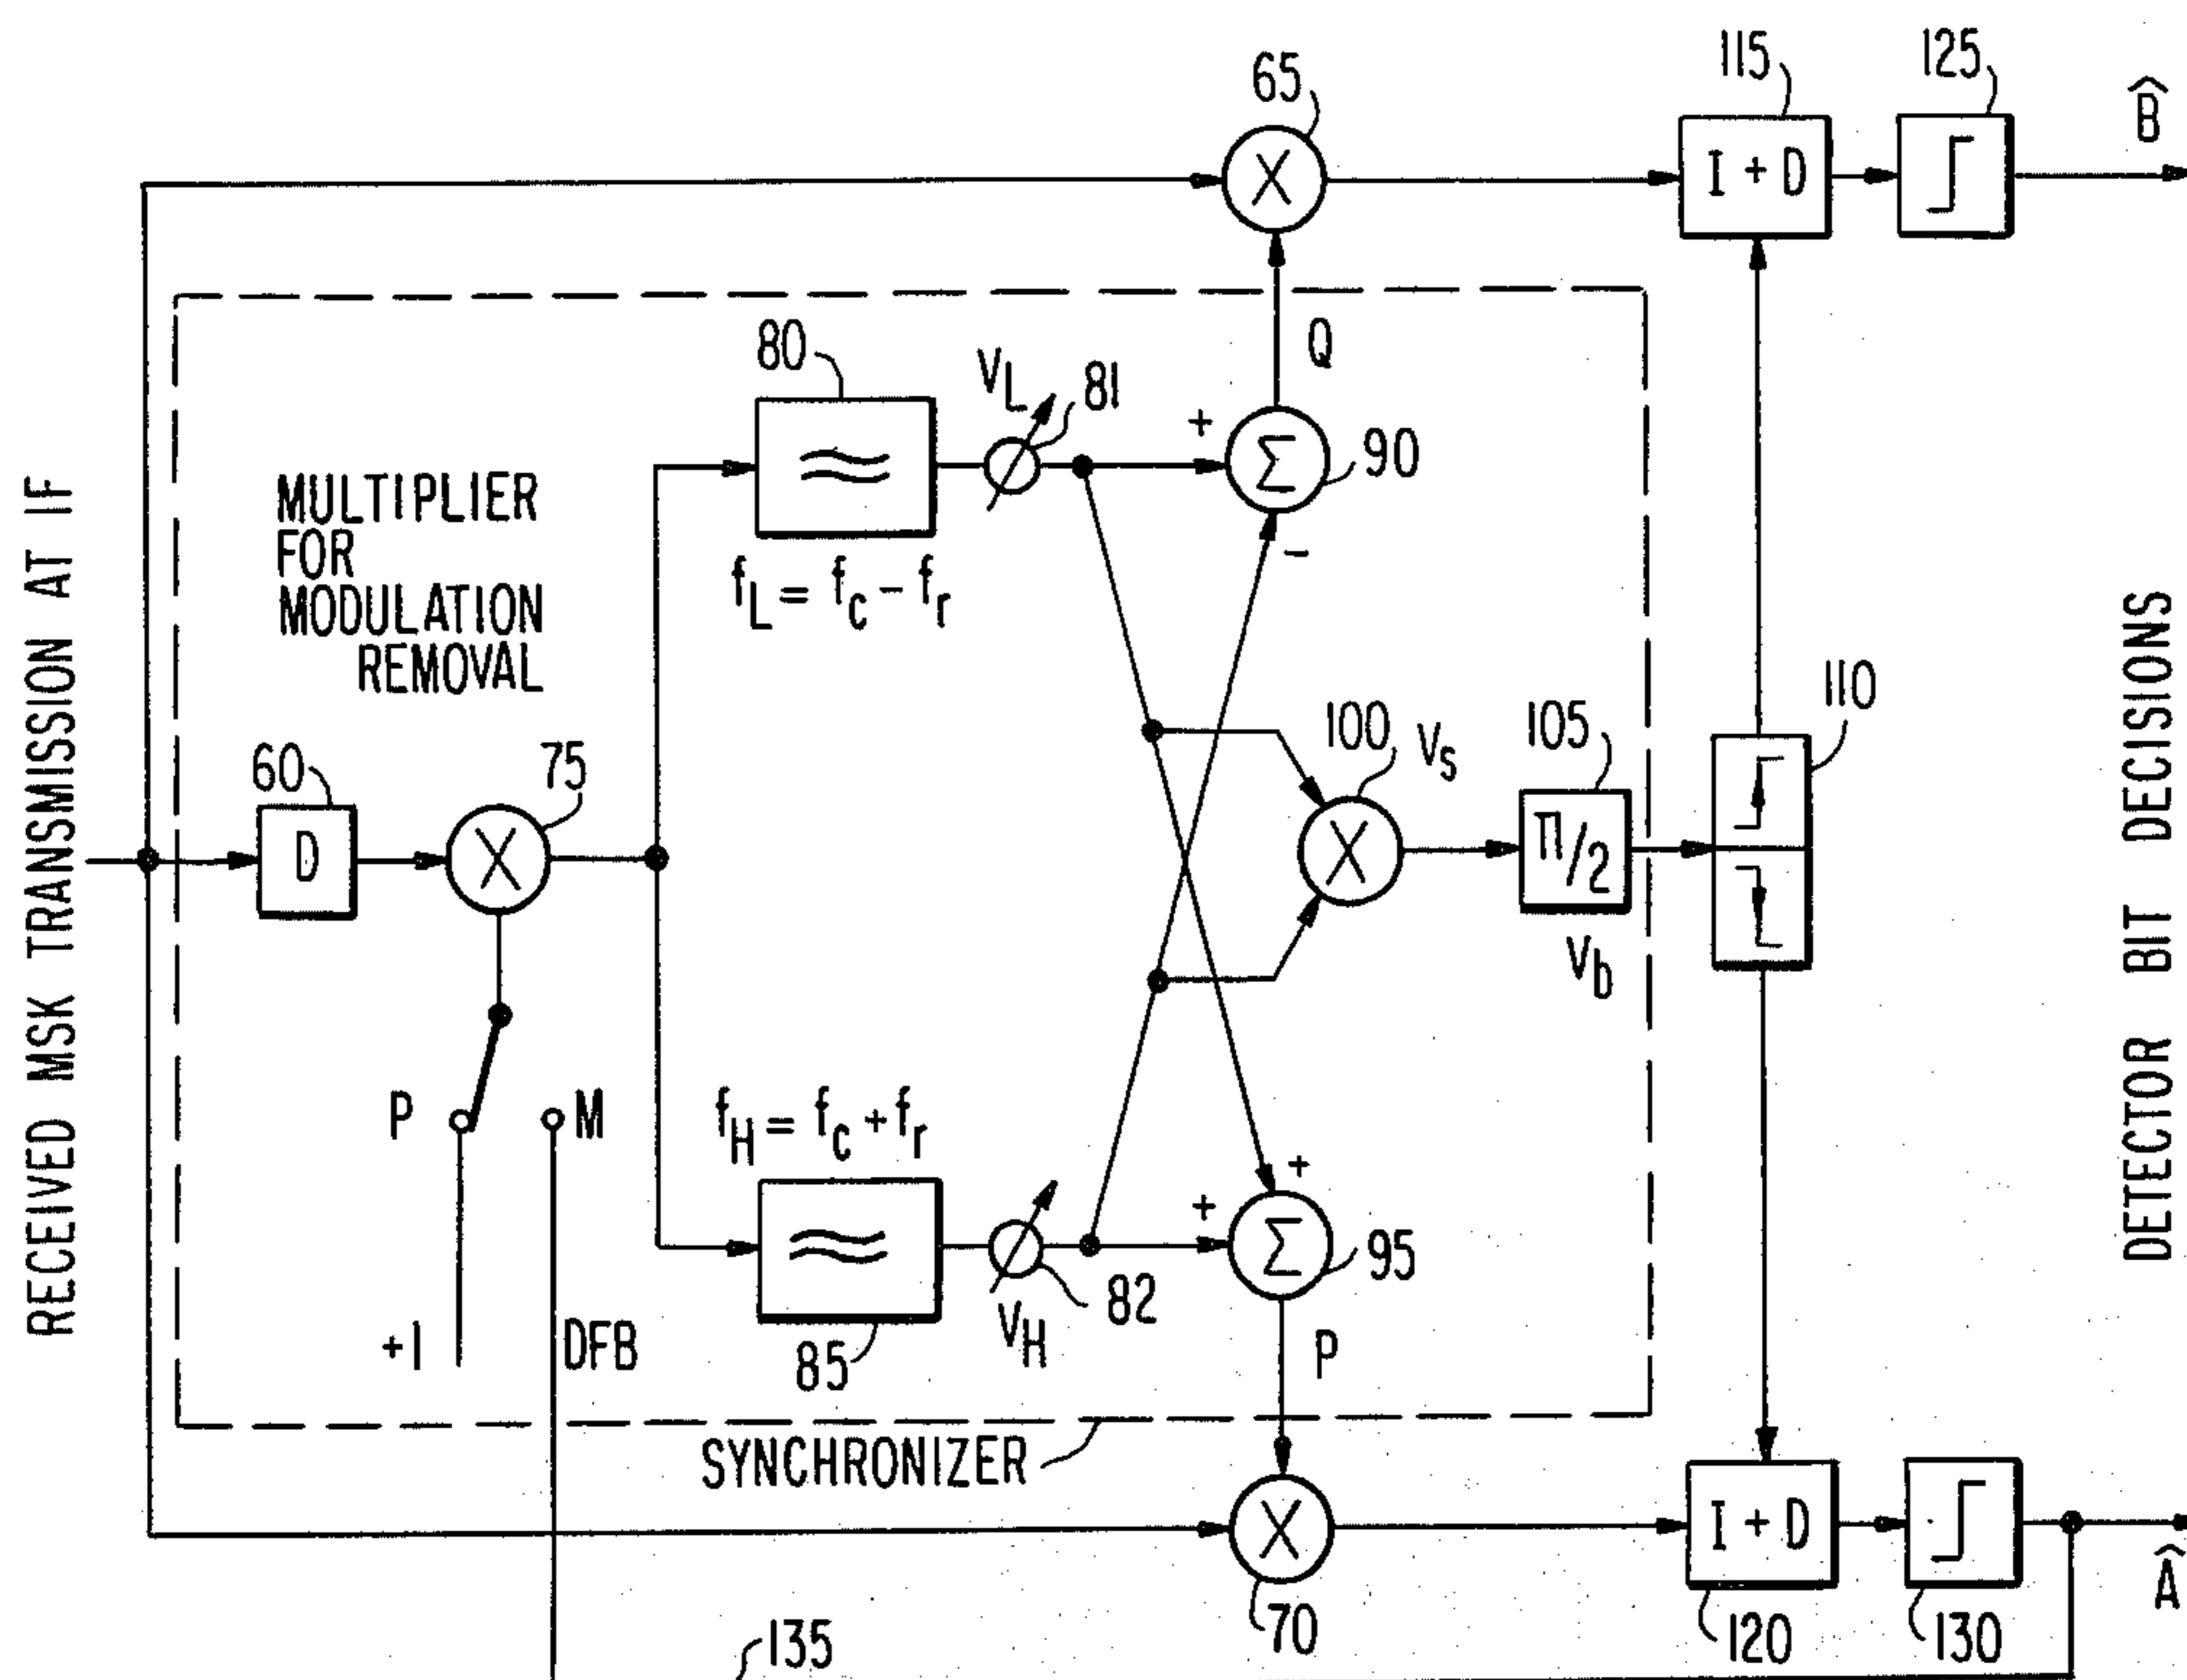 RECEIVED MSK TRANSMISSION AT IF
MULTIPLIER
FOR
MODULATION
REMOVAL
60
D
75
X
P
M
+1
DFB
80
f_L = f_c - f_r
V_L
81
f_H = f_c + f_r
85
V_H
82
65
X
Q
+
Σ
90
-
100
X
V_s
105
π/2
V_b
110
+
+
Σ
95
P
SYNCHRONIZER
X
70
115
I + D
125
B̂
120
I + D
130
Â
135
DETECTOR BIT DECISIONS